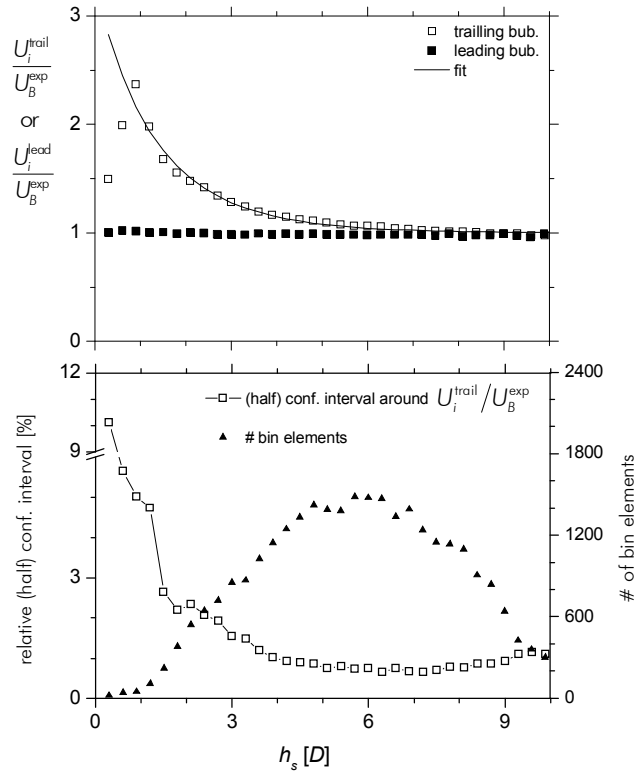 3
2
1
0
U_i^trail / U_B^exp
or
U_i^lead / U_B^exp
trailling bub.
leading bub.
fit
12
9
3
0
relative (half) conf. interval [%]
(half) conf. interval around U_i^trail / U_B^exp
# bin elements
2400
1800
1200
600
0
# of bin elements
0 3 6 9
h_s [D]